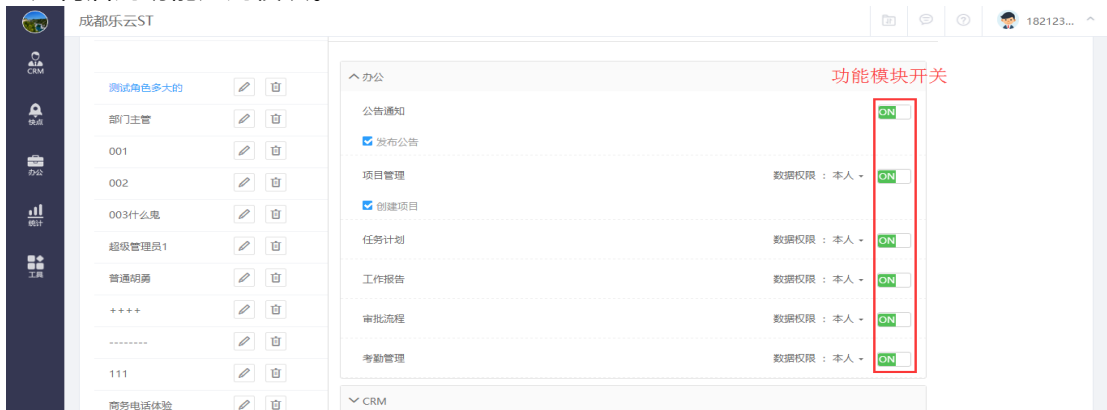 成都乐云ST
182123...
CRM
快点
办公
统计
工具
测试角色多大的
部门主管
001
002
003什么鬼
超级管理员1
普通胡勇
++++
--------
111
商务电话体验
办公
功能模块开关
公告通知
ON
发布公告
项目管理
数据权限 : 本人
ON
创建项目
任务计划
数据权限 : 本人
ON
工作报告
数据权限 : 本人
ON
审批流程
数据权限 : 本人
ON
考勤管理
数据权限 : 本人
ON
CRM